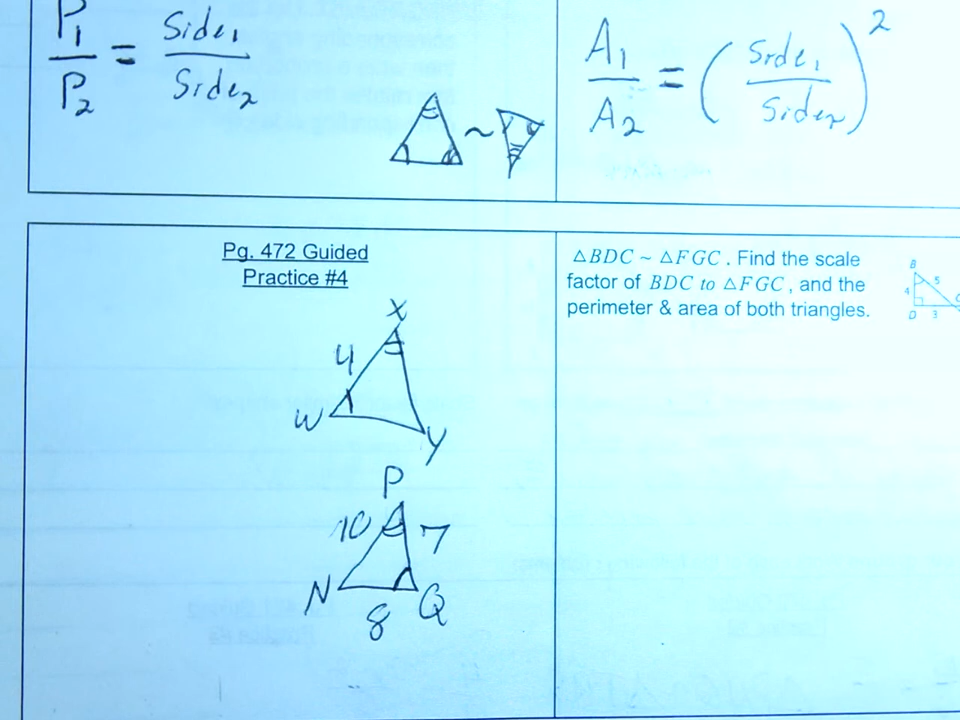 P1/P2 = Side1/Side2
A1/A2 = (Side1/Side2)²
~
Pg. 472 Guided
Practice #4
X
4
W
Y
P
10
7
N
Q
8
△BDC ~ △FGC. Find the scale
factor of BDC to △FGC, and the
perimeter & area of both triangles.
B
4
5
D
3